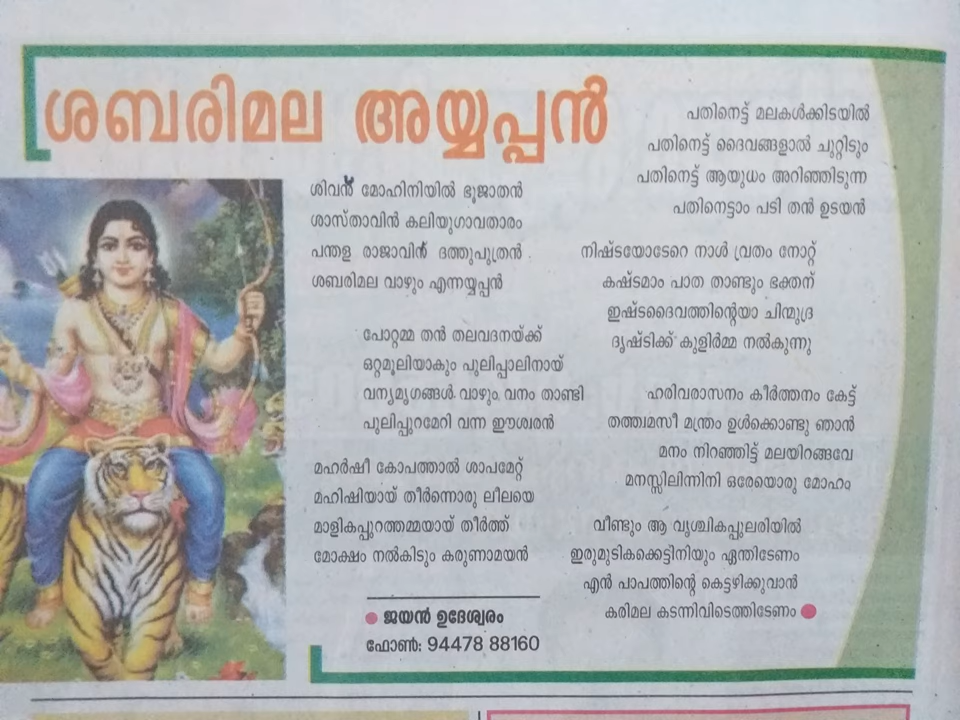 ശബരിമല അയ്യപ്പൻ
ശിവന് മോഹിനിയിൽ ഭൂജാതൻ
ശാസ്താവിൻ കലിയുഗാവതാരം
പന്തള രാജാവിൻ ദത്തുപുത്രൻ
ശബരിമല വാഴും എന്നയ്യപ്പൻ
പോറ്റമ്മ തൻ തലവദനയ്ക്ക്
ഒറ്റമൂലിയാകും പുലിപ്പാലിനായ്
വന്യമൃഗങ്ങൾ വാഴും വനം താണ്ടി
പുലിപ്പുറമേറി വന്ന ഈശ്വരൻ
മഹർഷീ കോപത്താൽ ശാപമേറ്റ്
മഹിഷിയായ് തീർന്നൊരു ലീലയെ
മാളികപ്പുറത്തമ്മയായ് തീർത്ത്
മോക്ഷം നൽകിടും കരുണാമയൻ
പതിനെട്ട് മലകൾക്കിടയിൽ
പതിനെട്ട് ദൈവങ്ങളാൽ ചുറ്റിടും
പതിനെട്ട് ആയുധം അറിഞ്ഞിടുന്ന
പതിനെട്ടാം പടി തൻ ഉടയൻ
നിഷ്ടയോടേറെ നാൾ വ്രതം നോറ്റ്
കഷ്ടമാം പാത താണ്ടും ഭക്തന്
ഇഷ്ടദൈവത്തിന്റെയാ ചിന്മുദ്ര
ദൃഷ്ടിക്ക് കുളിർമ്മ നൽകുന്നു
ഹരിവരാസനം കീർത്തനം കേട്ട്
തത്ത്വമസീ മന്ത്രം ഉൾക്കൊണ്ടു ഞാൻ
മനം നിറഞ്ഞിട്ട് മലയിറങ്ങവേ
മനസ്സിലിന്നിനി ഒരേയൊരു മോഹം
വീണ്ടും ആ വൃശ്ചികപ്പുലരിയിൽ
ഇരുമുടികക്കെട്ടിനിയും ഏന്തിടേണം
എൻ പാപത്തിന്റെ കെട്ടഴിക്കുവാൻ
കരിമല കടന്നിവിടെത്തിടേണം
ജയൻ ഉദേശ്വരം
ഫോൺ: 94478 88160